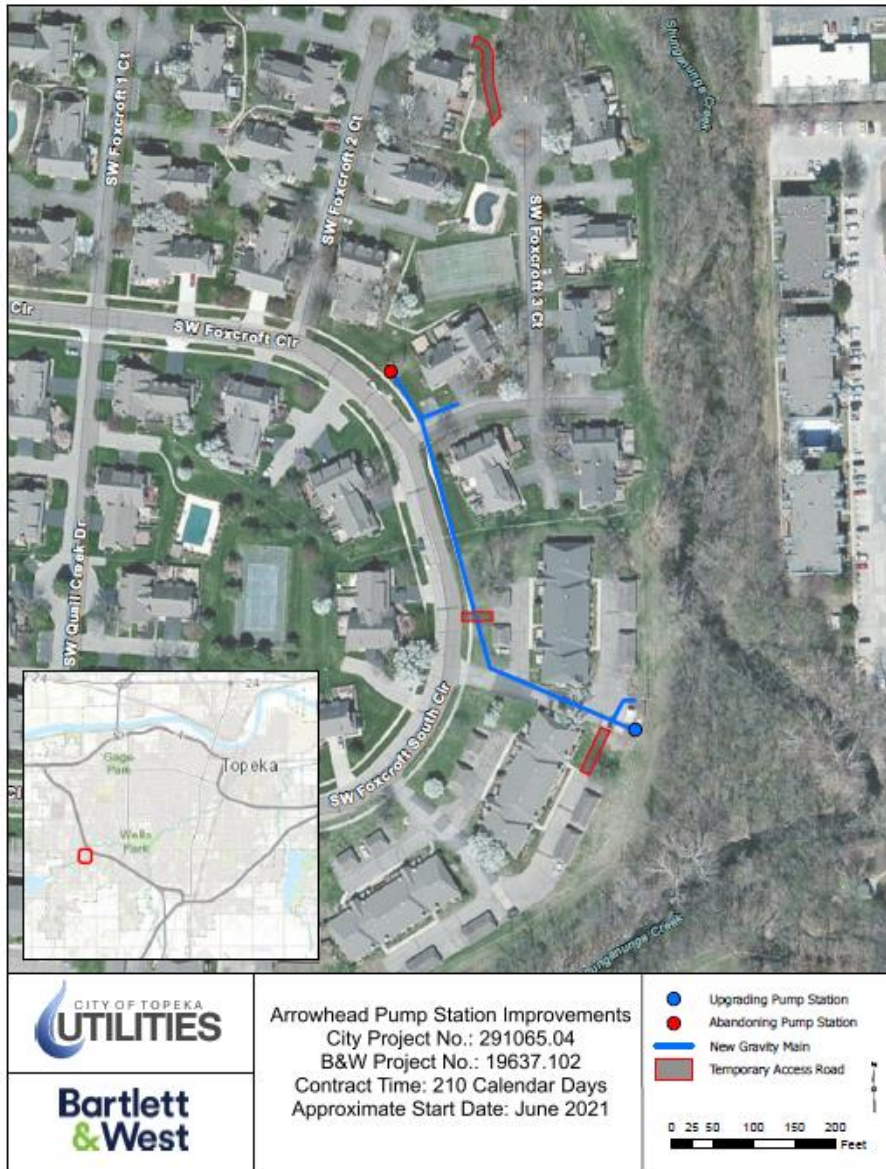 Shunganunga Creek
SW Foxcroft 1 Ct
SW Foxcroft 2 Ct
SW Foxcroft 3 Ct
Cir
SW Foxcroft Cir
SW Quail Creek Dr
SW Foxcroft South Cir
24
24
Gage
Park
Topeka
Wells
Park
Shunganunga Creek
CITY OF TOPEKA
UTILITIES
Bartlett
&West
Arrowhead Pump Station Improvements
City Project No.: 291065.04
B&W Project No.: 19637.102
Contract Time: 210 Calendar Days
Approximate Start Date: June 2021
Upgrading Pump Station
Abandoning Pump Station
New Gravity Main
Temporary Access Road
N
0 25 50 100 150 200
Feet